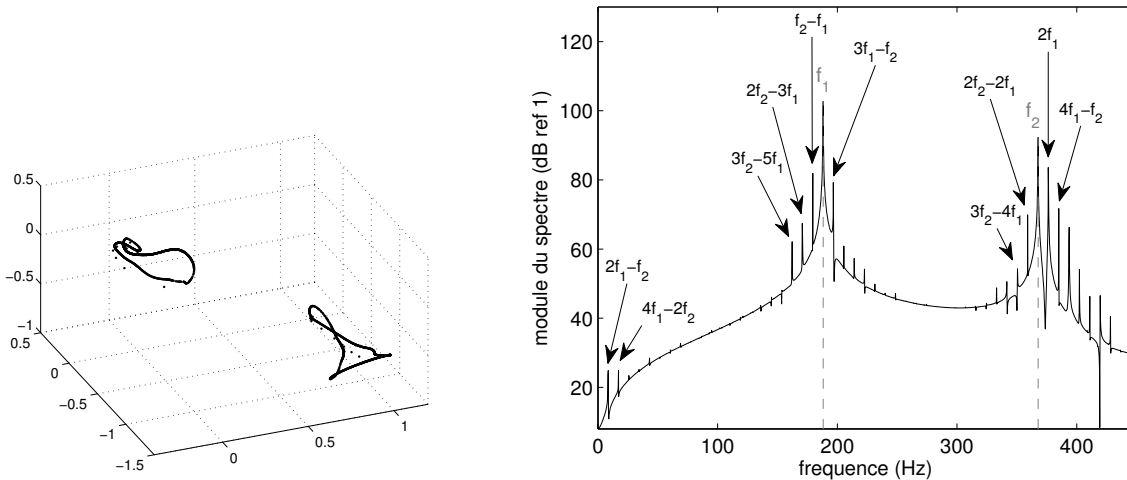 0.5
0
−0.5
−1
0.5
0
−0.5
−1
−1.5
0
0.5
1
module du spectre (dB ref 1)
120
100
80
60
40
20
0
100
200
300
400
frequence (Hz)
2f1−f2
4f1−2f2
3f2−5f1
2f2−3f1
f2−f1
f1
3f1−f2
3f2−4f1
2f2−2f1
f2
2f1
4f1−f2